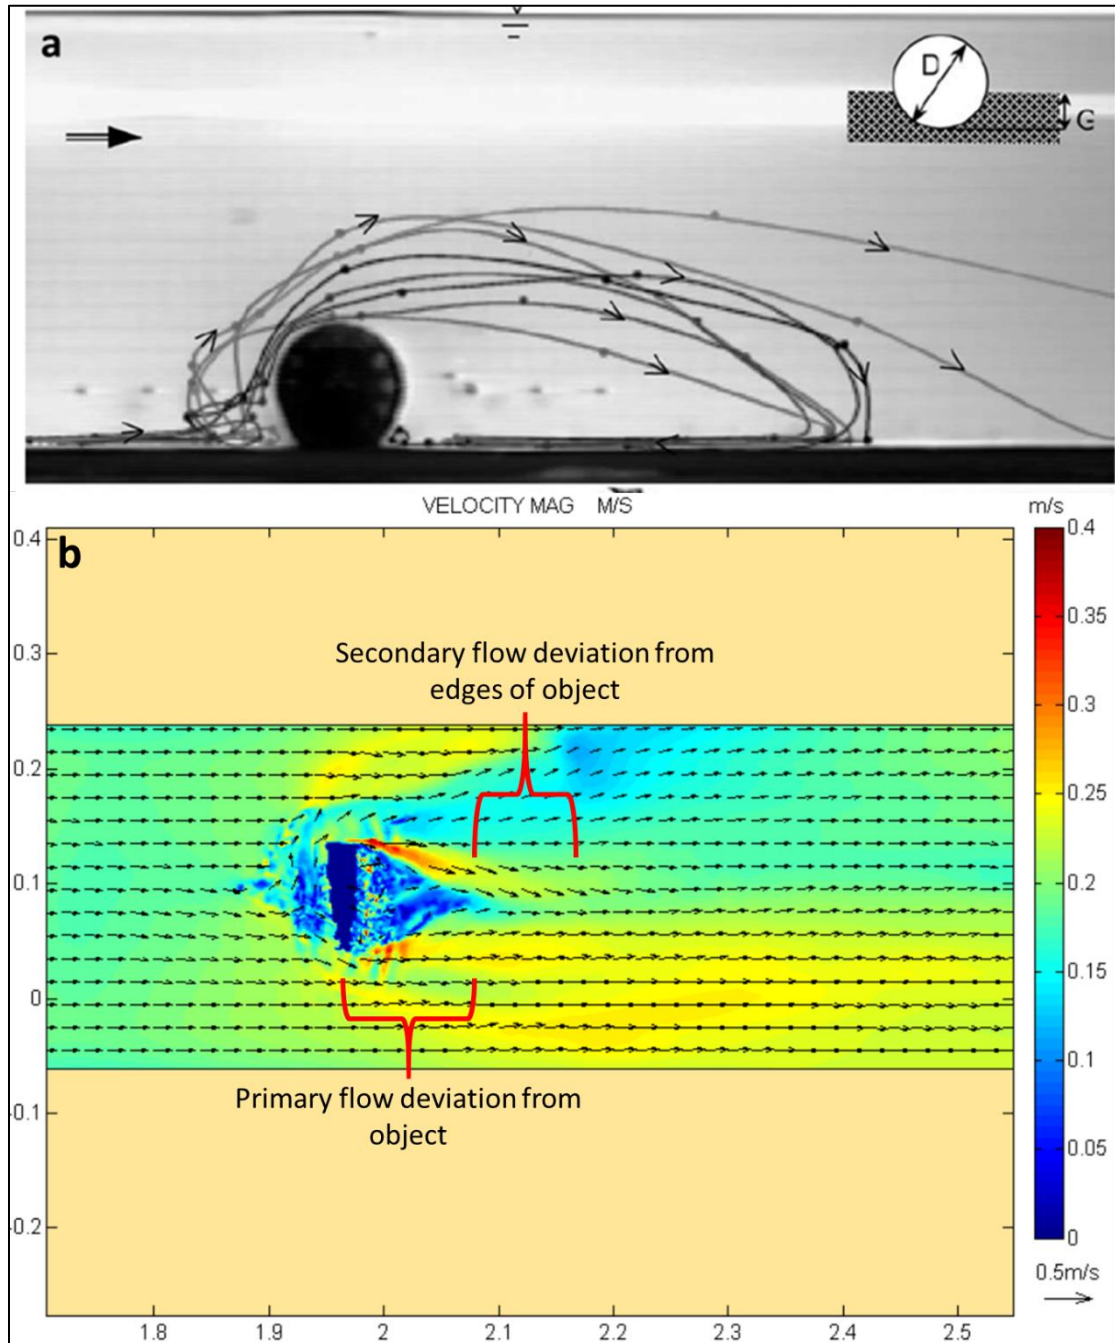 a
D
G
VELOCITY MAG M/S
m/s
b
0.4
0.3
0.2
0.1
0
0.1
0.2
Secondary flow deviation from
edges of object
Primary flow deviation from
object
0.4
0.35
0.3
0.25
0.2
0.15
0.1
0.05
0
0.5m/s
1.8
1.9
2
2.1
2.2
2.3
2.4
2.5